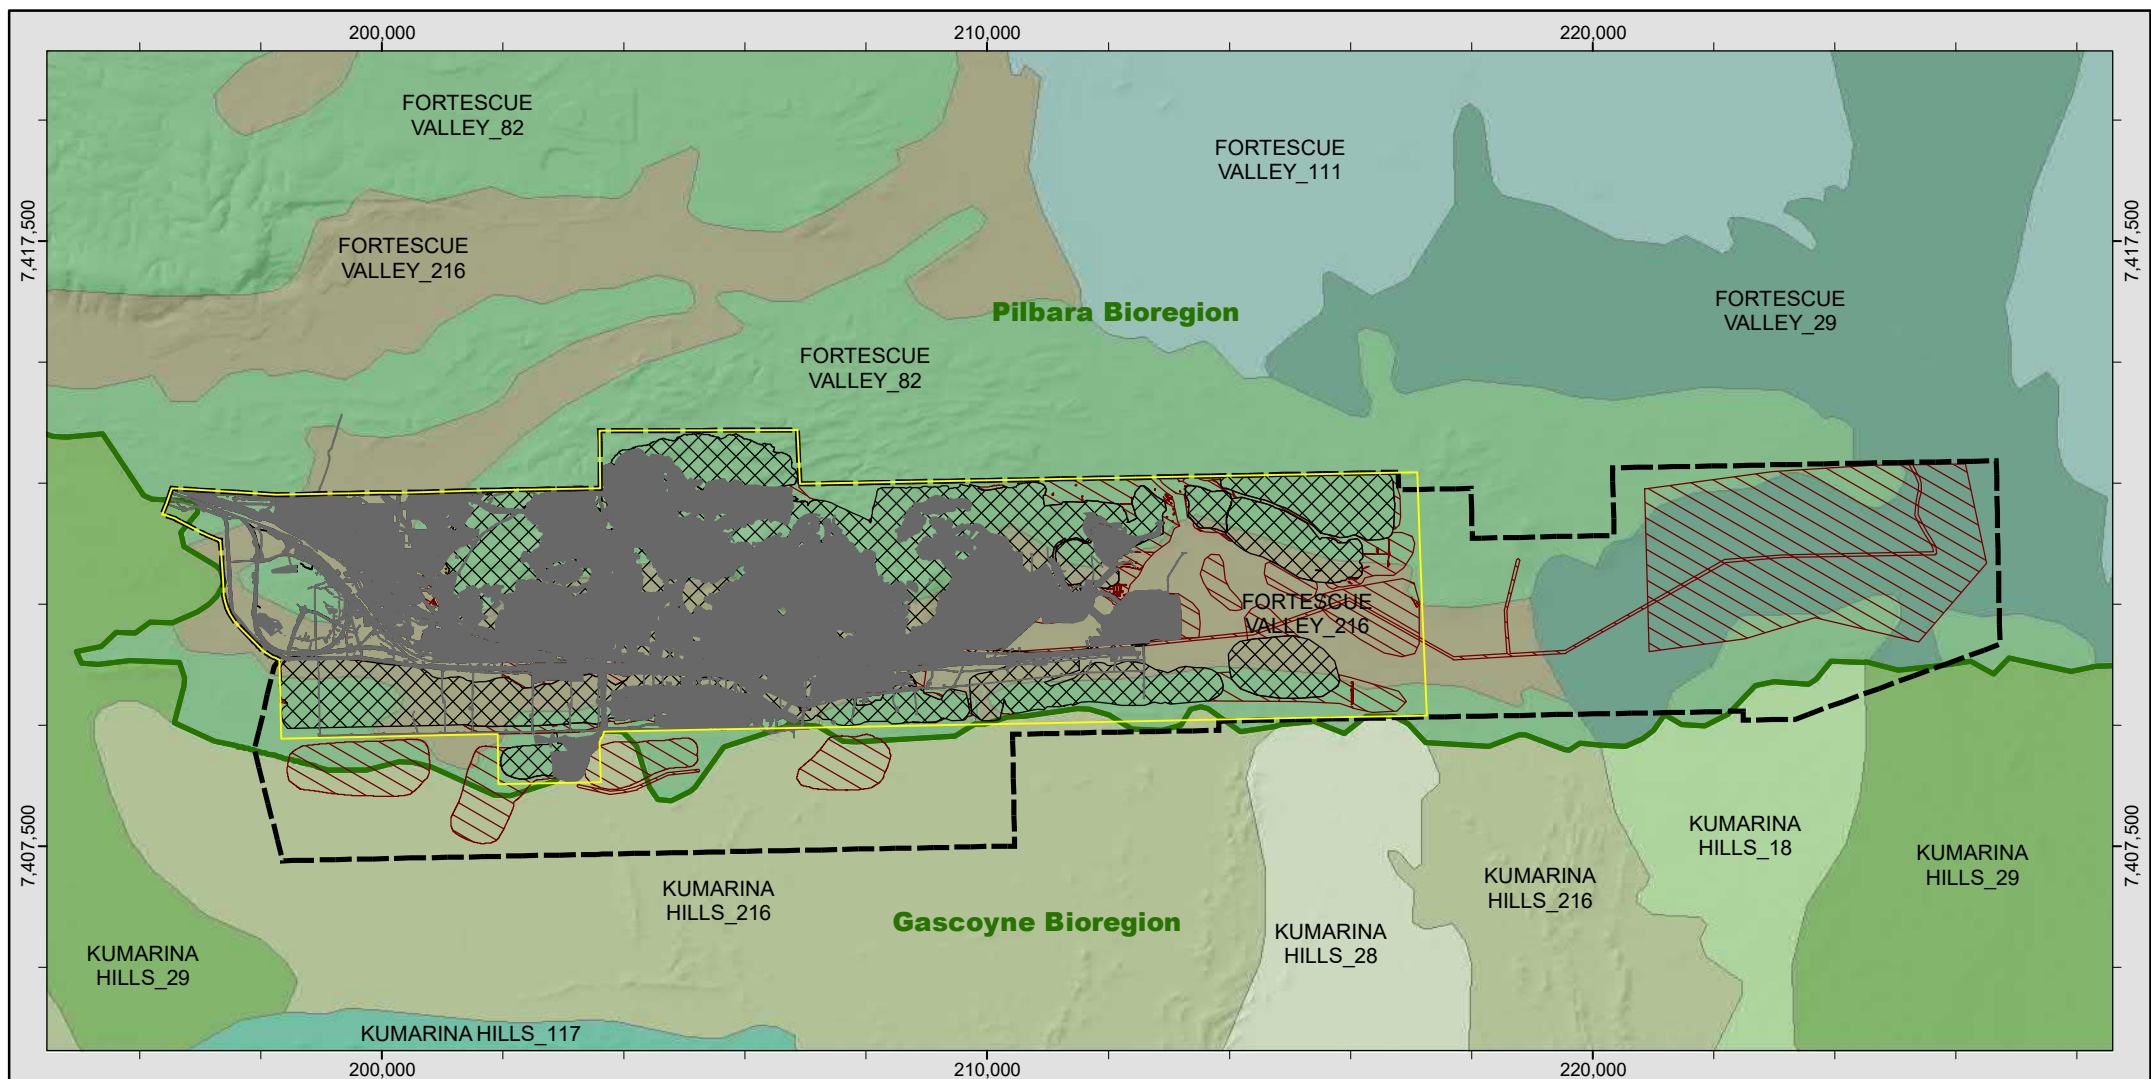 200,000
210,000
220,000
FORTESCUE
VALLEY_82
FORTESCUE
VALLEY_111
7,417,500
7,417,500
FORTESCUE
VALLEY_216
Pilbara Bioregion
FORTESCUE
VALLEY_29
FORTESCUE
VALLEY_82
FORTESCUE
VALLEY_216
7,407,500
7,407,500
KUMARINA
HILLS_18
KUMARINA
HILLS_29
KUMARINA
HILLS_216
KUMARINA
HILLS_216
Gascoyne Bioregion
KUMARINA
HILLS_28
KUMARINA
HILLS_29
KUMARINA HILLS_117
200,000
210,000
220,000